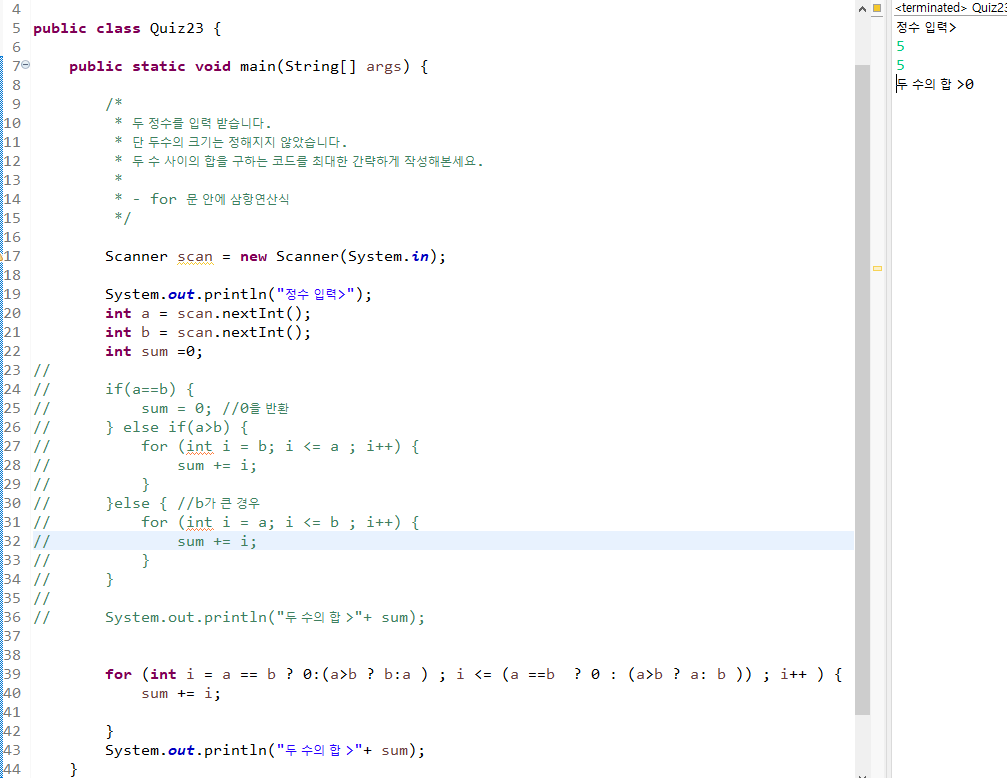 4
5 public class Quiz23 {
6
7 public static void main(String[] args) {
8
9 /*
10 * 두 정수를 입력 받습니다.
11 * 단 두수의 크기는 정해지지 않았습니다.
12 * 두 수 사이의 합을 구하는 코드를 최대한 간략하게 작성해본세요.
13 *
14 * - for 문 안에 삼항연산식
15 */
16
17 Scanner scan = new Scanner(System.in);
18
19 System.out.println("정수 입력>");
20 int a = scan.nextInt();
21 int b = scan.nextInt();
22 int sum =0;
23 //
24 // if(a==b) {
25 // sum = 0; //0을 반환
26 // } else if(a>b) {
27 // for (int i = b; i <= a ; i++) {
28 // sum += i;
29 // }
30 // }else { //b가 큰 경우
31 // for (int i = a; i <= b ; i++) {
32 // sum += i;
33 // }
34 // }
35 //
36 // System.out.println("두 수의 합 >"+ sum);
37
38
39 for (int i = a == b ? 0:(a>b ? b:a ) ; i <= (a ==b ? 0 : (a>b ? a: b )) ; i++ ) {
40 sum += i;
41
42 }
43 System.out.println("두 수의 합 >"+ sum);
44 }
<terminated> Quiz23
정수 입력>
5
5
두 수의 합 >0